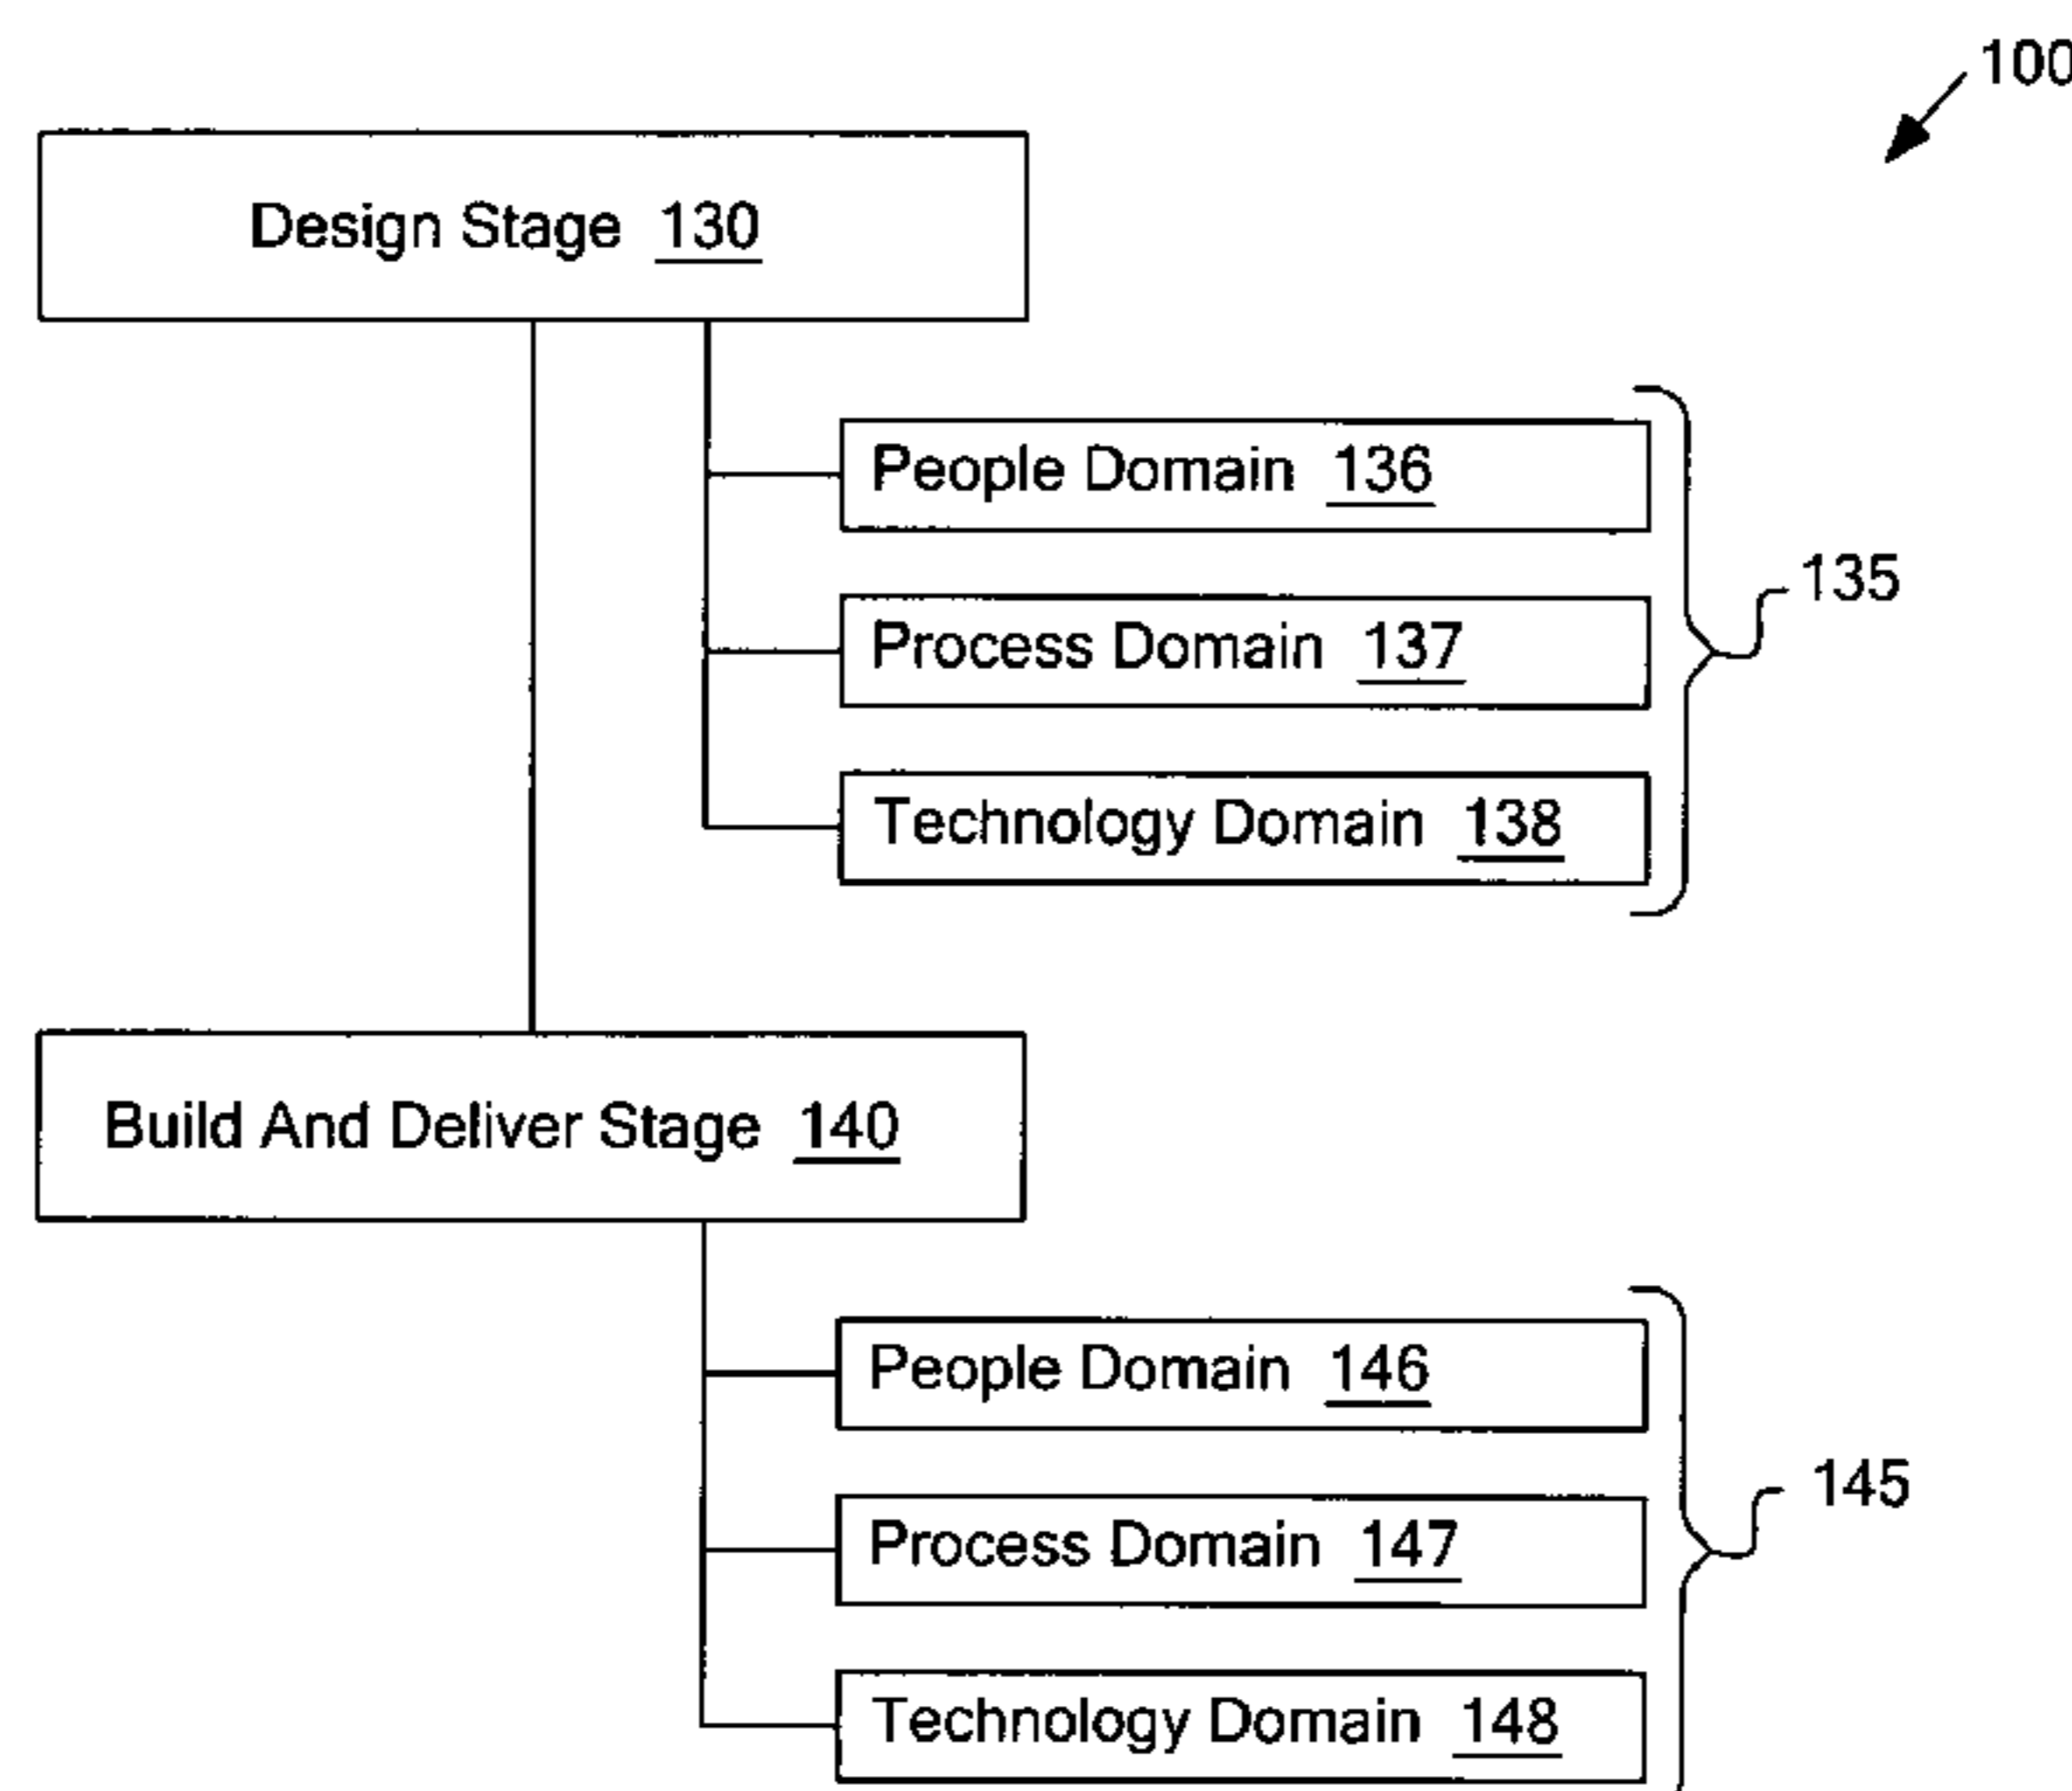 100
Design Stage 130
People Domain 136
135
Process Domain 137
Technology Domain 138
Build And Deliver Stage 140
People Domain 146
145
Process Domain 147
Technology Domain 148